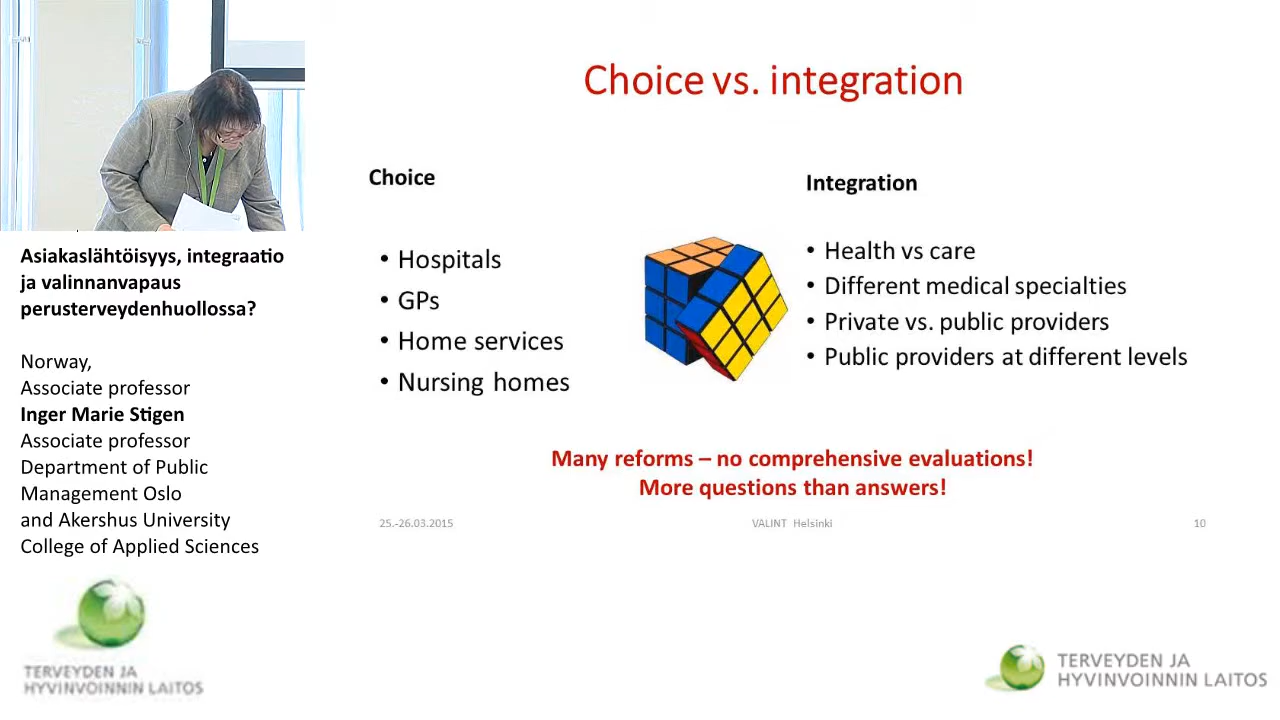 Choice vs. integration
Choice
• Hospitals
• GPs
• Home services
• Nursing homes
Integration
• Health vs care
• Different medical specialties
• Private vs. public providers
• Public providers at different levels
Many reforms – no comprehensive evaluations!
More questions than answers!
25.-26.03.2015
VALINT Helsinki
10
Asiakaslähtöisyys, integraatio
ja valinnanvapaus
perusterveydenhuollossa?
Norway,
Associate professor
Inger Marie Stigen
Associate professor
Department of Public
Management Oslo
and Akershus University
College of Applied Sciences
TERVEYDEN JA
HYVINVOINNIN LAITOS
TERVEYDEN JA
HYVINVOINNIN LAITOS